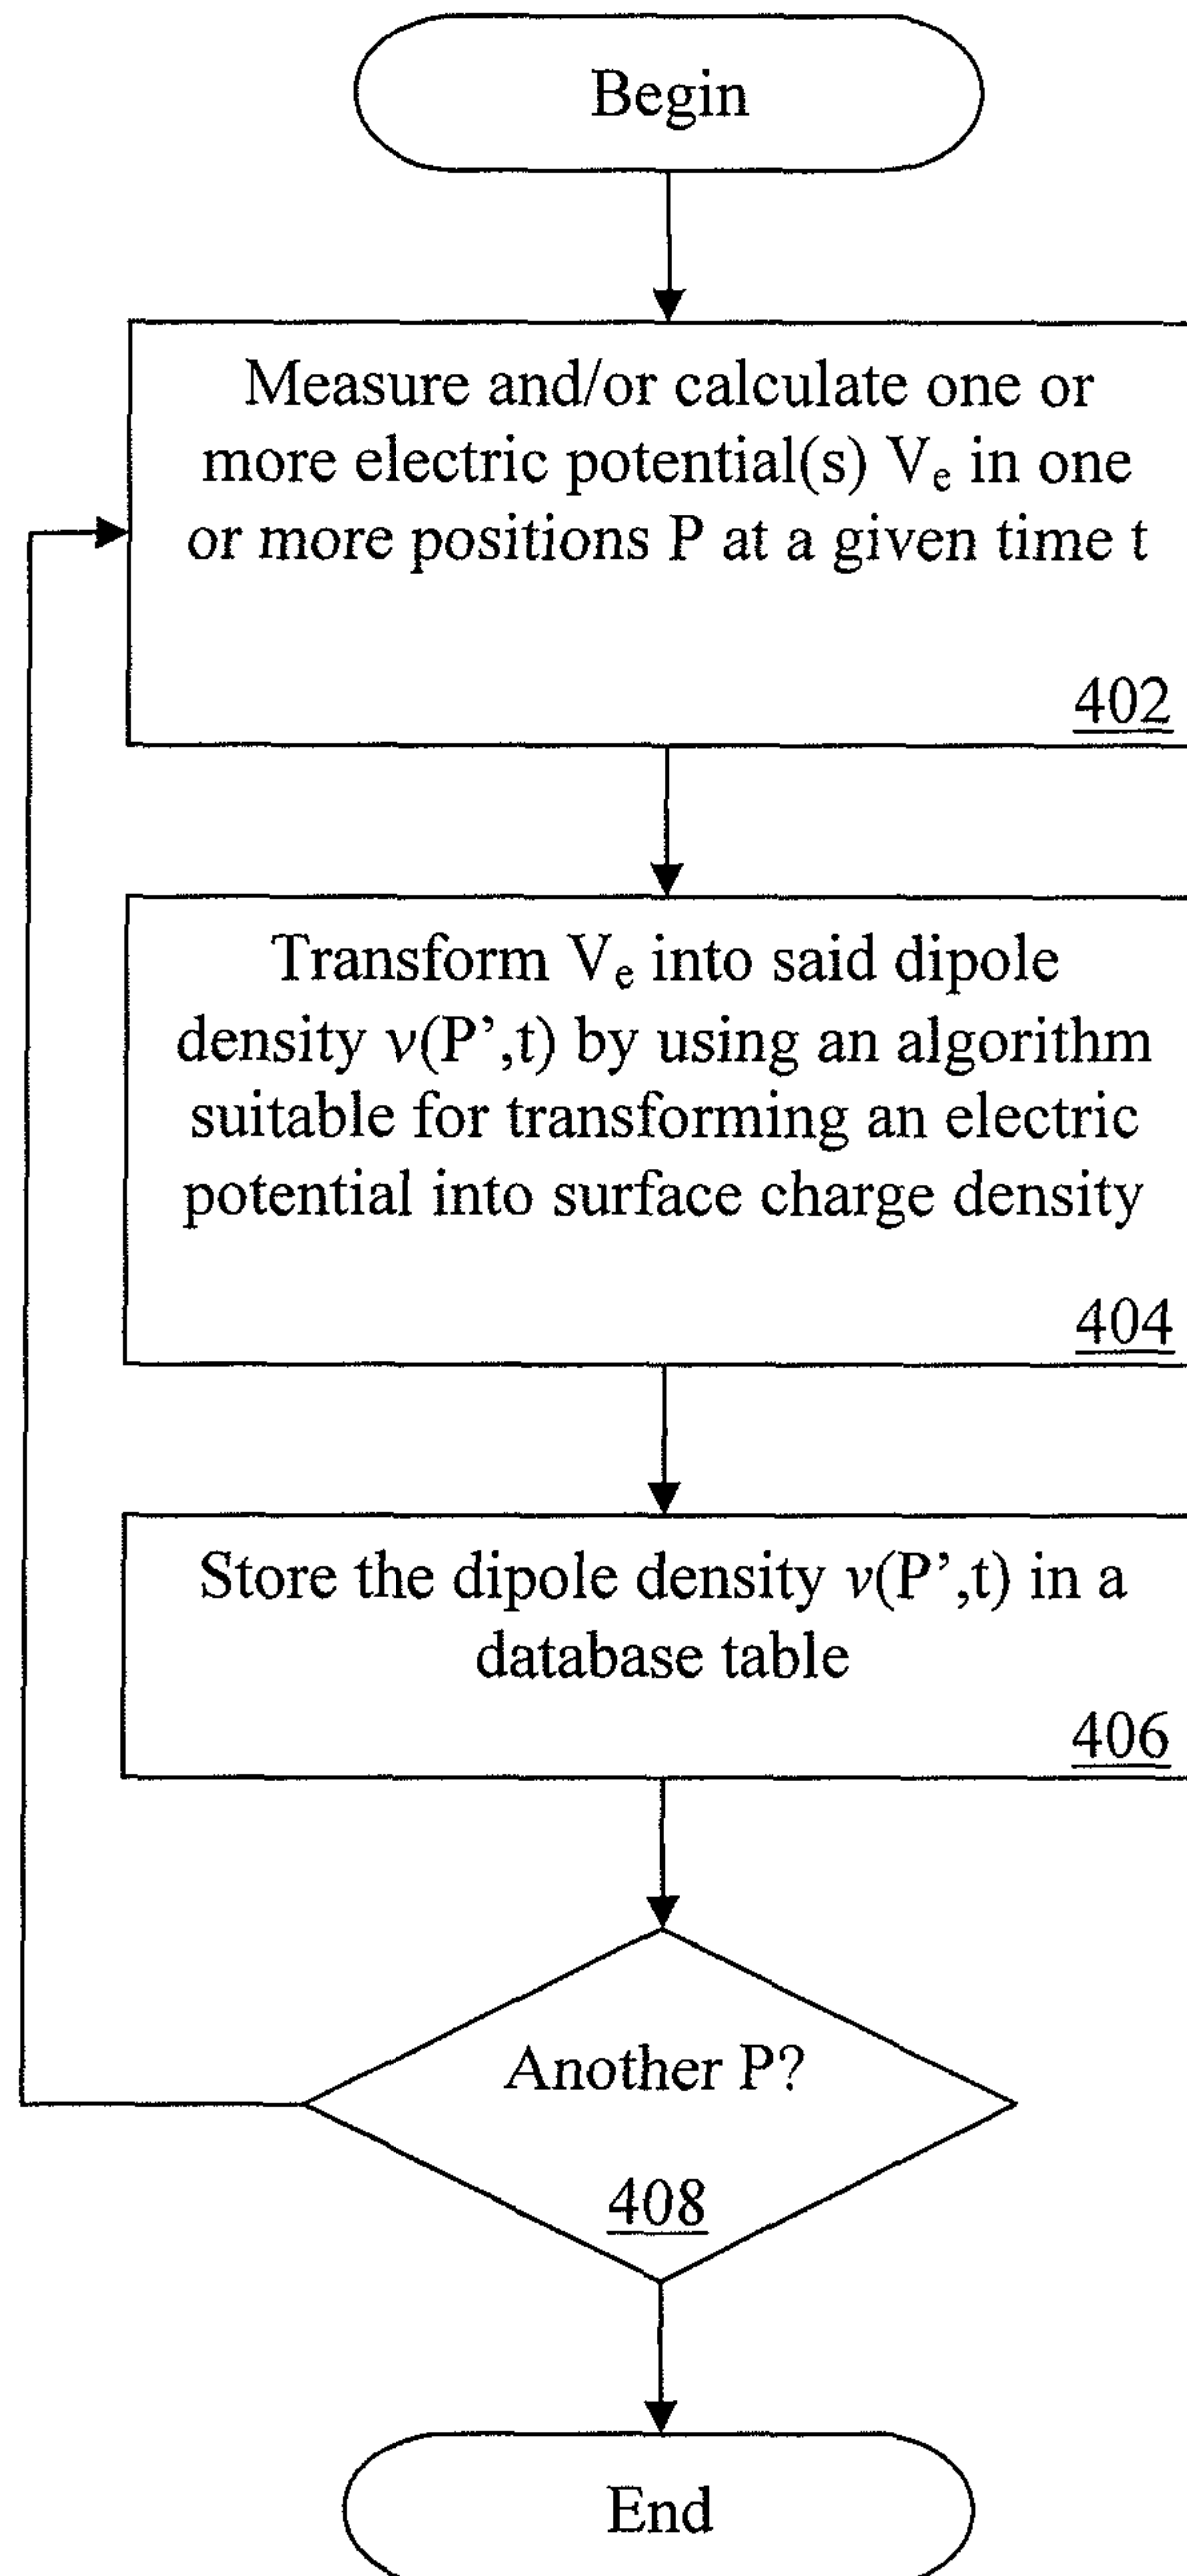 Begin
Measure and/or calculate one or
more electric potential(s) Vₑ in one
or more positions P at a given time t
402
Transform Vₑ into said dipole
density ν(P’,t) by using an algorithm
suitable for transforming an electric
potential into surface charge density
404
Store the dipole density ν(P’,t) in a
database table
406
Another P?
408
End